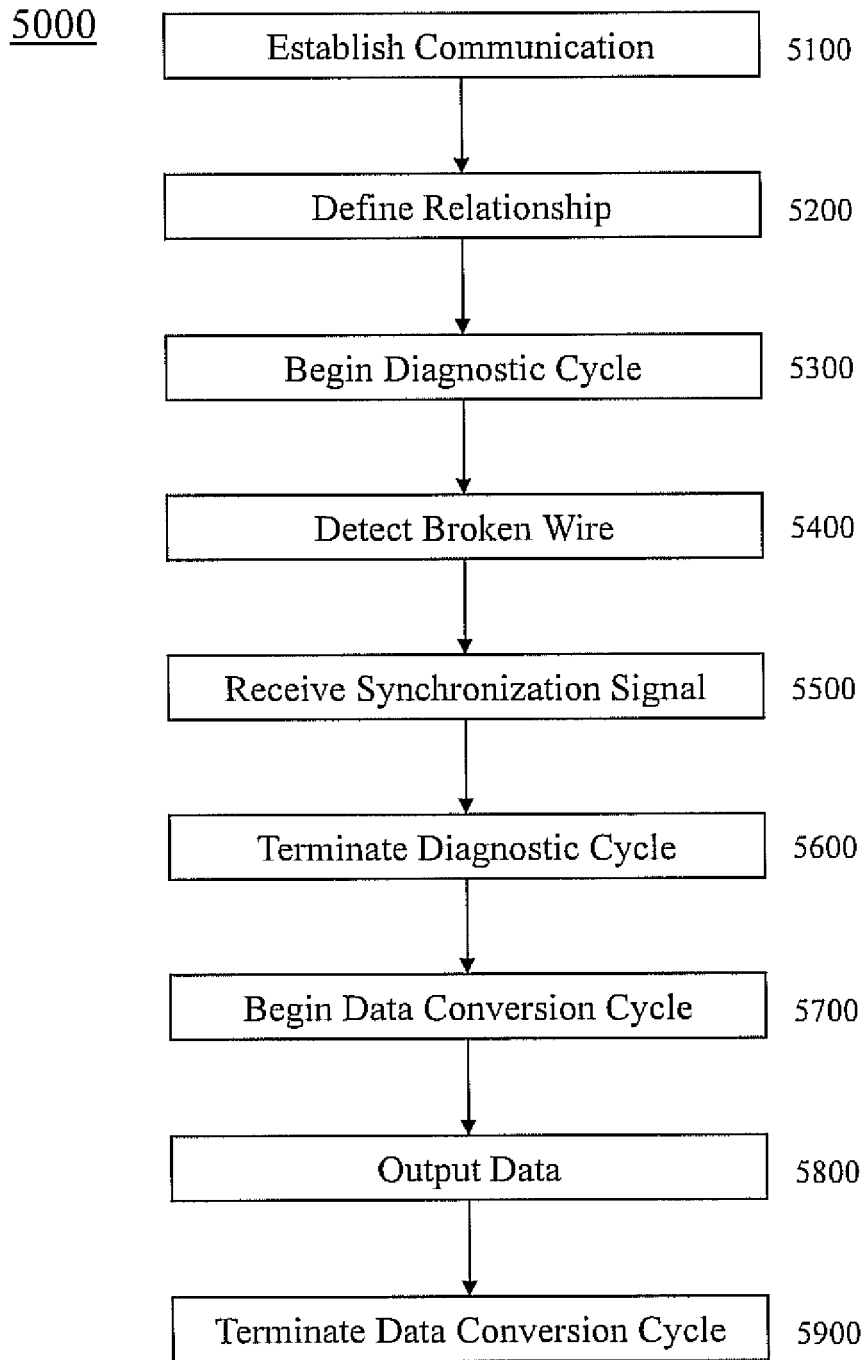 5000
Establish Communication 5100
Define Relationship 5200
Begin Diagnostic Cycle 5300
Detect Broken Wire 5400
Receive Synchronization Signal 5500
Terminate Diagnostic Cycle 5600
Begin Data Conversion Cycle 5700
Output Data 5800
Terminate Data Conversion Cycle 5900